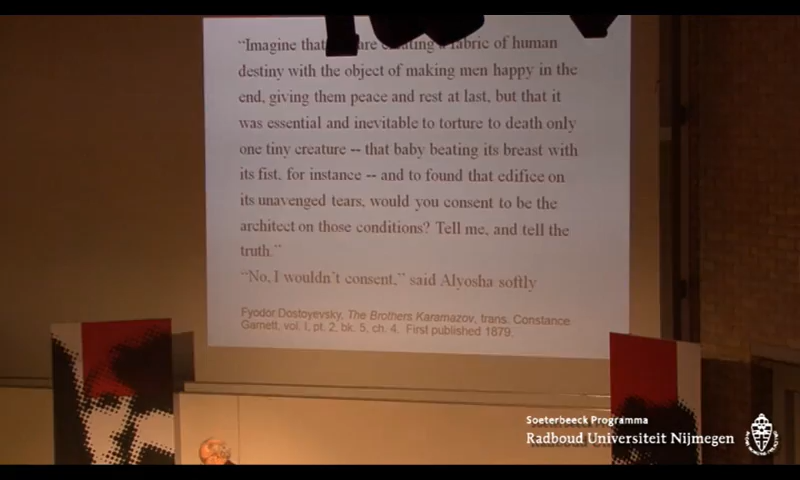 “Imagine that are creating a fabric of human
destiny with the object of making men happy in the
end, giving them peace and rest at last, but that it
was essential and inevitable to torture to death only
one tiny creature -- that baby beating its breast with
its fist, for instance -- and to found that edifice on
its unavenged tears, would you consent to be the
architect on those conditions? Tell me, and tell the
truth.”
“No, I wouldn’t consent,” said Alyosha softly
Fyodor Dostoyevsky, The Brothers Karamazov, trans. Constance
Garnett, vol. I, pt. 2, bk. 5, ch. 4. First published 1879.
Soeterbeeck Programma
Radboud Universiteit Nijmegen